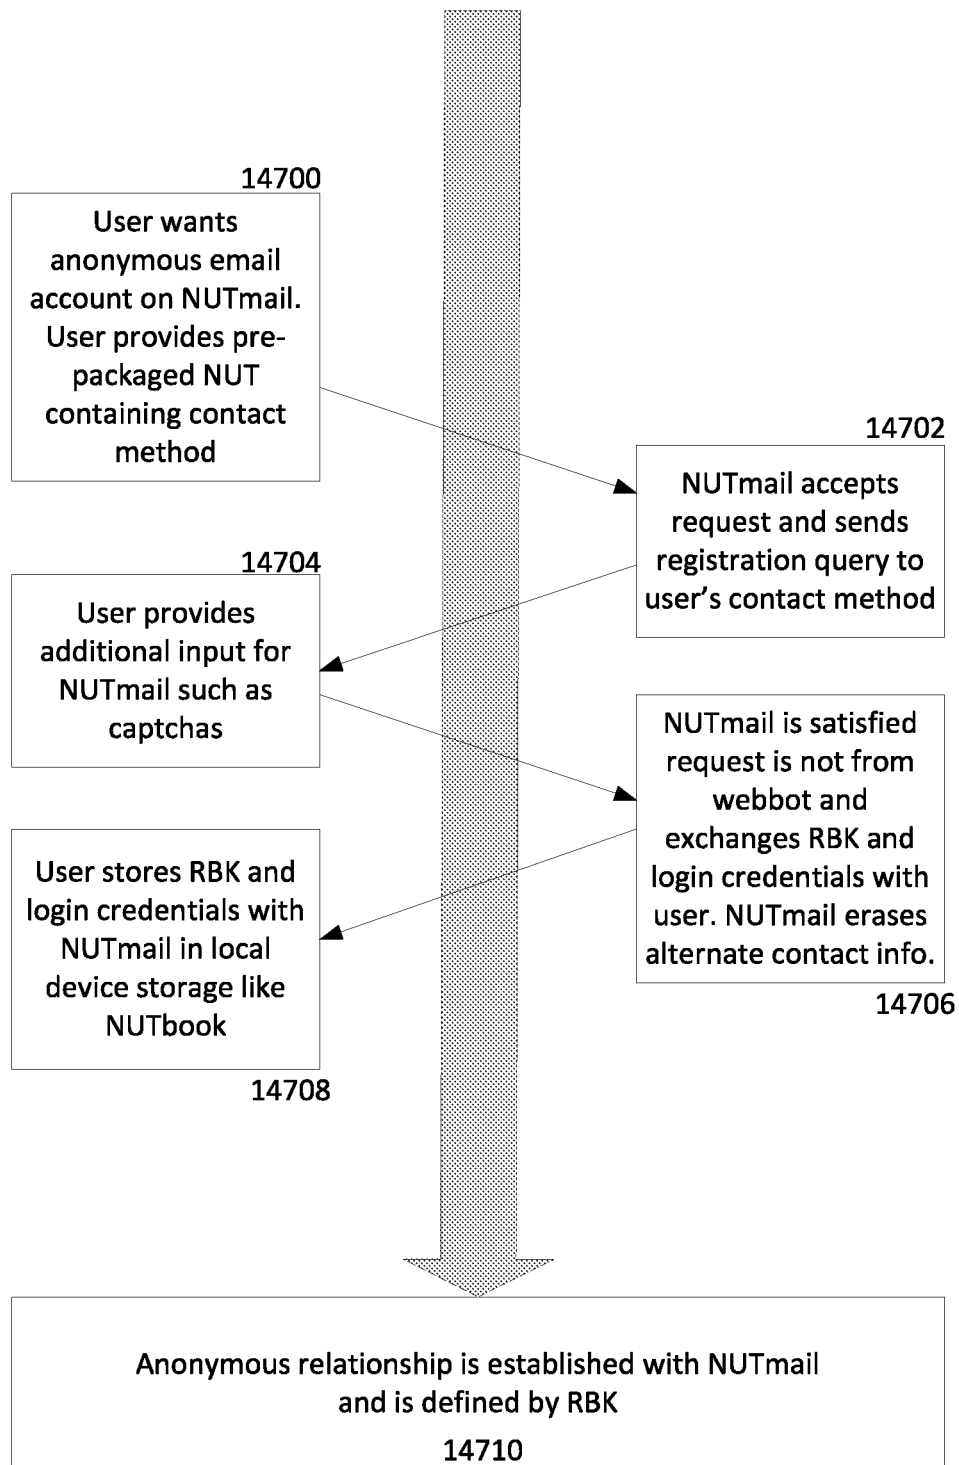 14700
User wants
anonymous email
account on NUTmail.
User provides pre-
packaged NUT
containing contact
method
14702
NUTmail accepts
request and sends
registration query to
user's contact method
14704
User provides
additional input for
NUTmail such as
captchas
NUTmail is satisfied
request is not from
webbot and
exchanges RBK and
login credentials with
user. NUTmail erases
alternate contact info.
14706
User stores RBK and
login credentials with
NUTmail in local
device storage like
NUTbook
14708
Anonymous relationship is established with NUTmail
and is defined by RBK
14710